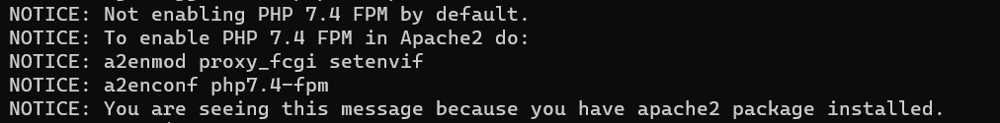 NOTICE: Not enabling PHP 7.4 FPM by default.
NOTICE: To enable PHP 7.4 FPM in Apache2 do:
NOTICE: a2enmod proxy_fcgi setenvif
NOTICE: a2enconf php7.4-fpm
NOTICE: You are seeing this message because you have apache2 package installed.